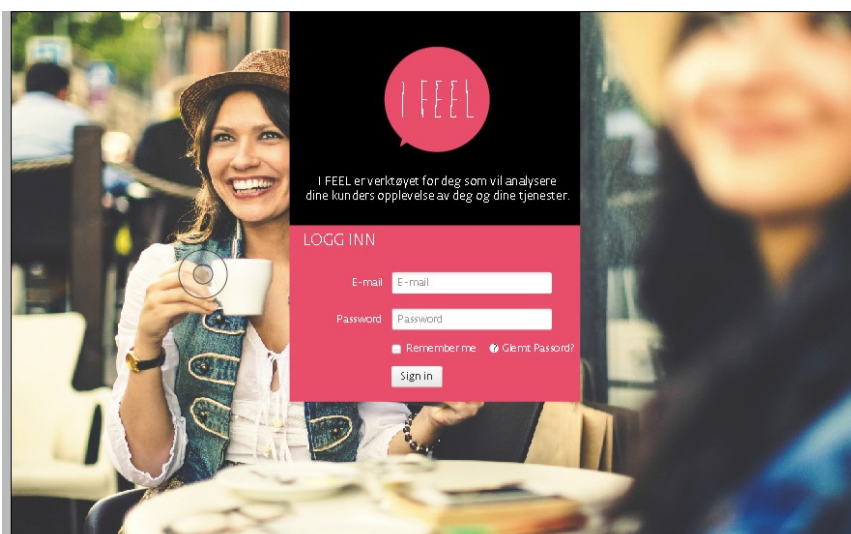 I FEEL
I FEEL er verktøyet for deg som vil analysere
dine kunders opplevelse av deg og dine tjenester.
LOGG INN
E-mail E-mail
Password Password
Remember me Glemt Passord?
Sign in